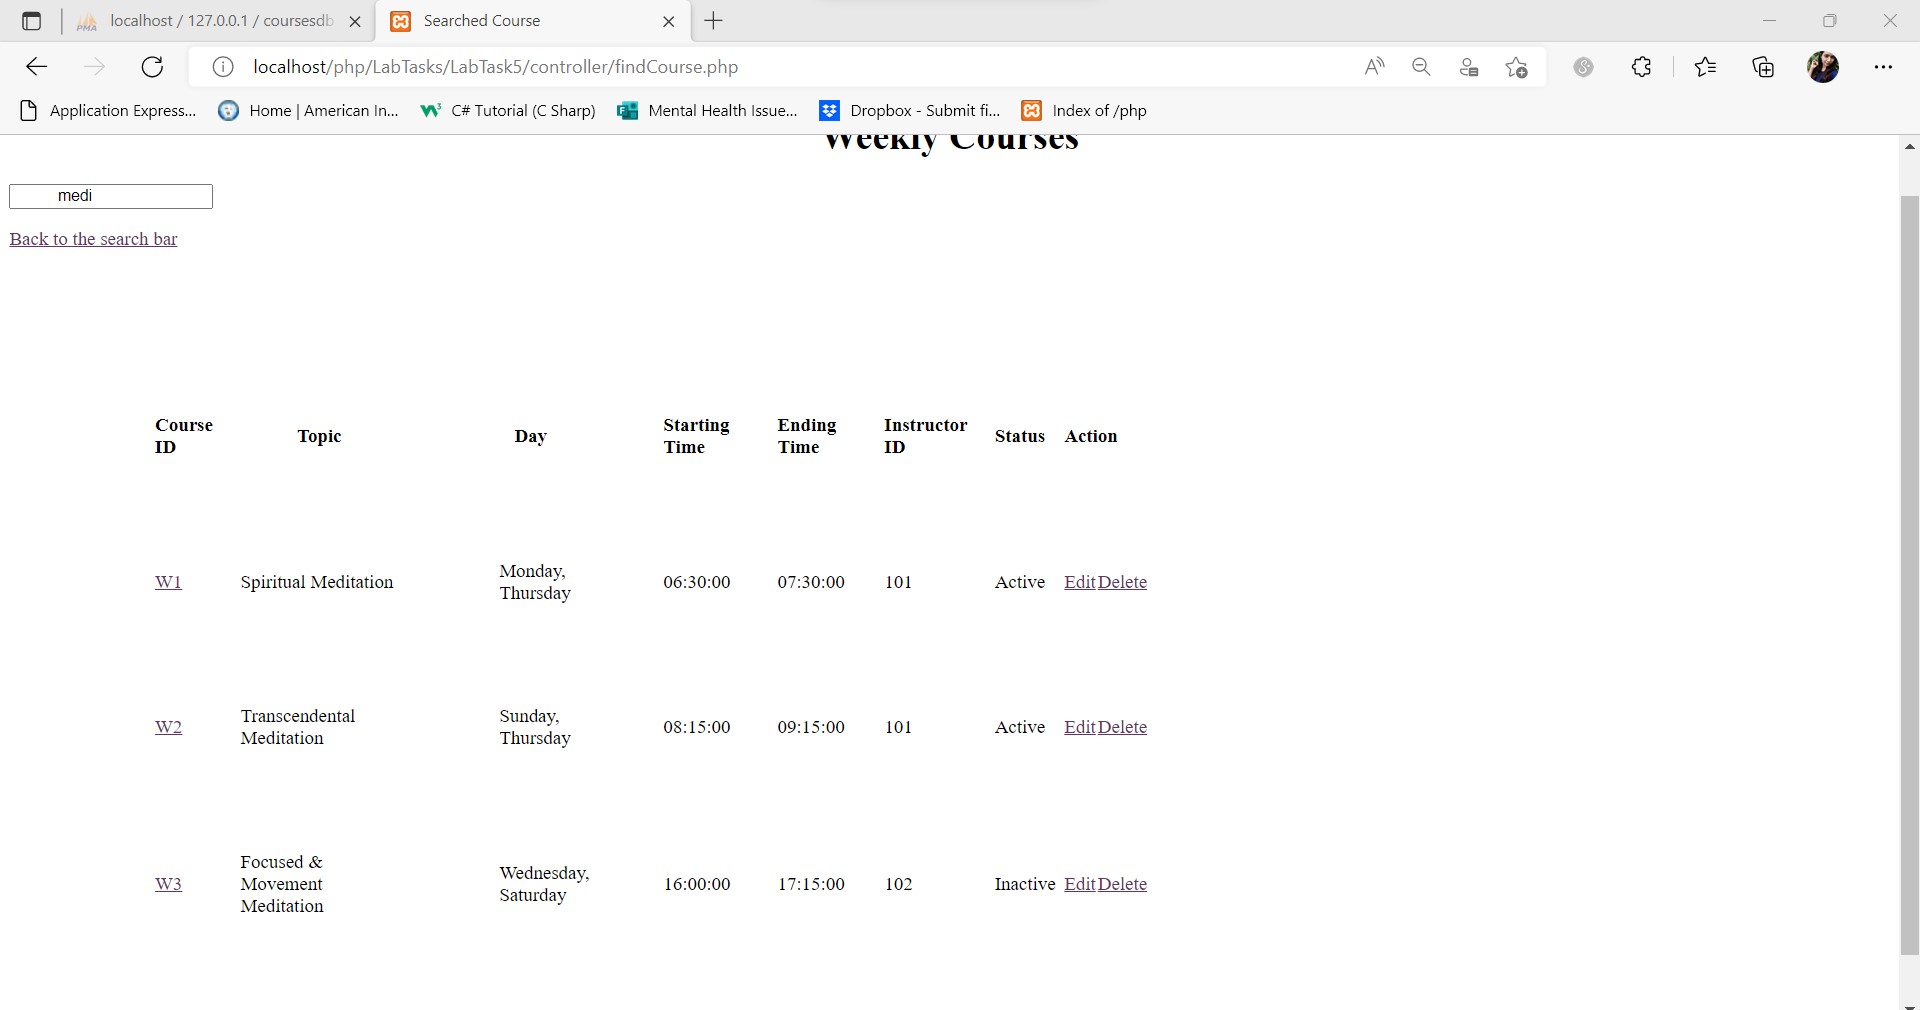 localhost / 127.0.0.1 / coursesdb
Searched Course
localhost/php/LabTasks/LabTask5/controller/findCourse.php
Application Express... Home | American In... C# Tutorial (C Sharp) Mental Health Issue... Dropbox - Submit fi... Index of /php
Weekly Courses
medi
Back to the search bar
Course ID Topic Day Starting Time Ending Time Instructor ID Status Action
W1 Spiritual Meditation Monday, Thursday 06:30:00 07:30:00 101 Active Edit Delete
W2 Transcendental Meditation Sunday, Thursday 08:15:00 09:15:00 101 Active Edit Delete
W3 Focused & Movement Meditation Wednesday, Saturday 16:00:00 17:15:00 102 Inactive Edit Delete